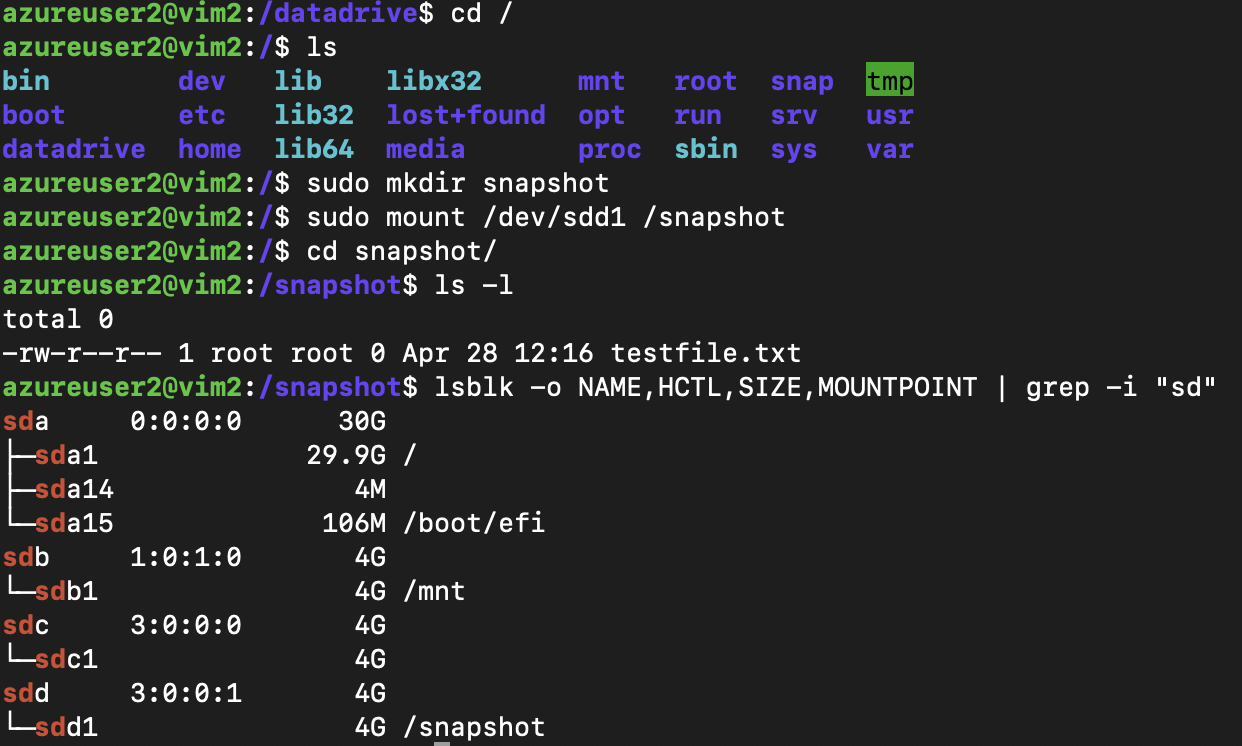 azureuser2@vim2:/datadrive$ cd /
azureuser2@vim2:/$ ls
bin        dev   lib    libx32      mnt   root  snap  tmp
boot       etc   lib32  lost+found  opt   run   srv   usr
datadrive  home  lib64  media       proc  sbin  sys   var
azureuser2@vim2:/$ sudo mkdir snapshot
azureuser2@vim2:/$ sudo mount /dev/sdd1 /snapshot
azureuser2@vim2:/$ cd snapshot/
azureuser2@vim2:/snapshot$ ls -l
total 0
-rw-r--r-- 1 root root 0 Apr 28 12:16 testfile.txt
azureuser2@vim2:/snapshot$ lsblk -o NAME,HCTL,SIZE,MOUNTPOINT | grep -i "sd"
sda     0:0:0:0      30G
├─sda1             29.9G /
├─sda14               4M
└─sda15             106M /boot/efi
sdb     1:0:1:0       4G
└─sdb1                4G /mnt
sdc     3:0:0:0       4G
└─sdc1                4G
sdd     3:0:0:1       4G
└─sdd1                4G /snapshot